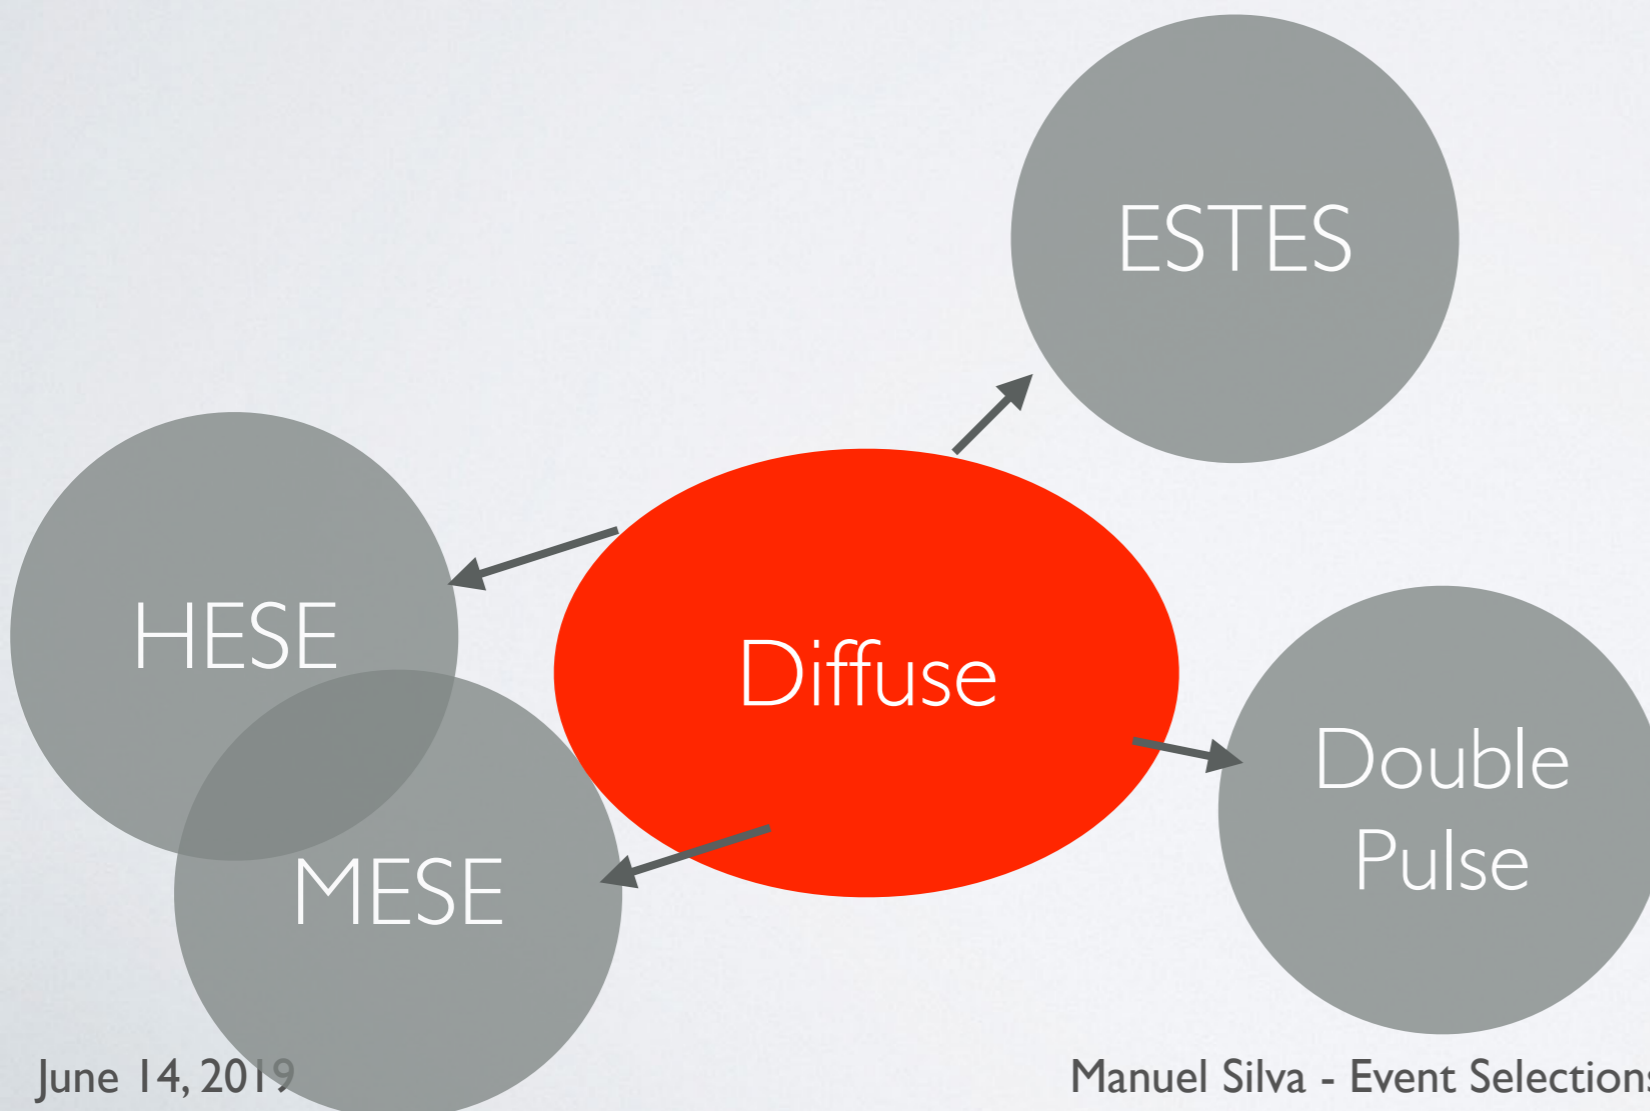 ESTES
HESE
Diffuse
Double
Pulse
MESE
June 14, 2019
Manuel Silva - Event Selections